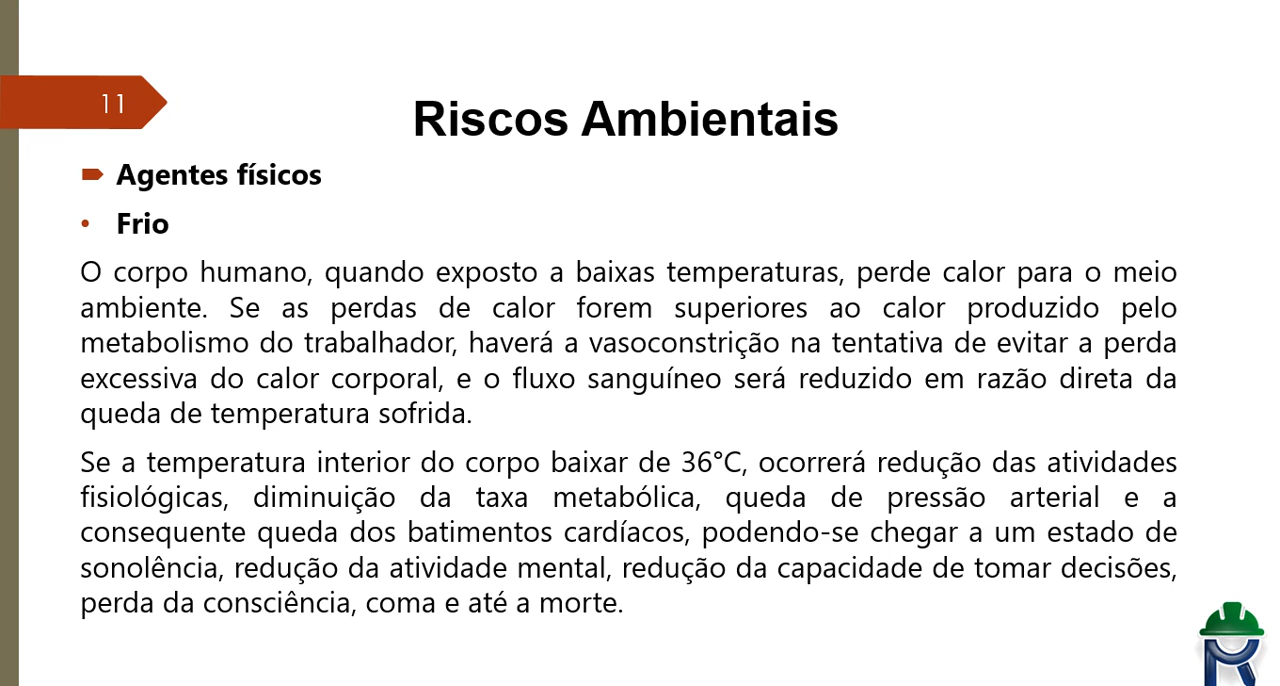 11
Riscos Ambientais
Agentes físicos
• Frio
O corpo humano, quando exposto a baixas temperaturas, perde calor para o meio
ambiente. Se as perdas de calor forem superiores ao calor produzido pelo
metabolismo do trabalhador, haverá a vasoconstrição na tentativa de evitar a perda
excessiva do calor corporal, e o fluxo sanguíneo será reduzido em razão direta da
queda de temperatura sofrida.
Se a temperatura interior do corpo baixar de 36°C, ocorrerá redução das atividades
fisiológicas, diminuição da taxa metabólica, queda de pressão arterial e a
consequente queda dos batimentos cardíacos, podendo-se chegar a um estado de
sonolência, redução da atividade mental, redução da capacidade de tomar decisões,
perda da consciência, coma e até a morte.
R